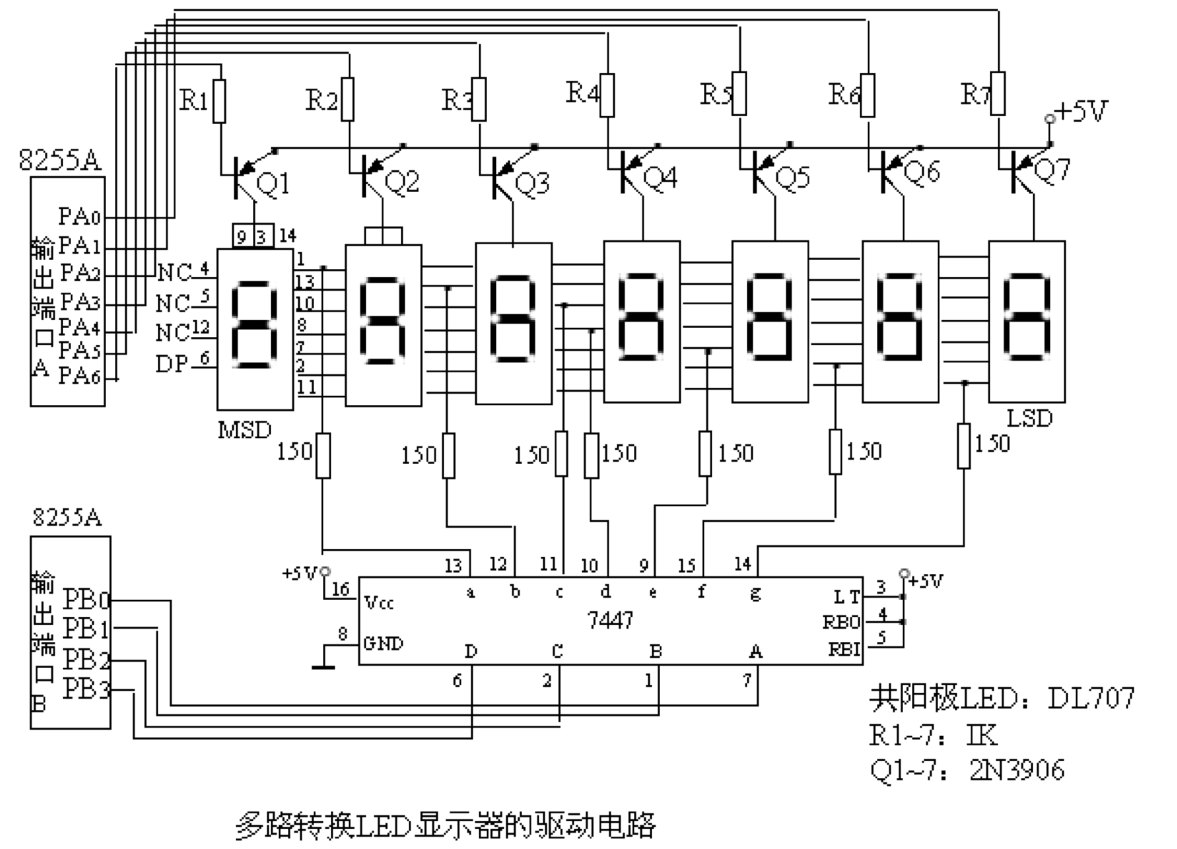 R1 R2 R3 R4 R5 R6 R7 +5V
8255A
Q1 Q2 Q3 Q4 Q5 Q6 Q7
输出端口A
PA0
PA1
PA2
PA3
PA4
PA5
PA6
9 3 14
NC 4
NC 5
NC 12
DP 6
1
13
10
8
7
2
11
MSD
LSD
150 150 150 150 150 150 150
8255A
输出端口B
PB0
PB1
PB2
PB3
+5V
16 13 12 11 10 9 15 14
Vcc a b c d e f g
7447
LT 3 +5V
RBO 4
RBI 5
8 GND
D C B A
6 2 1 7
共阳极LED：DL707
R1~7：1K
Q1~7：2N3906
多路转换LED显示器的驱动电路